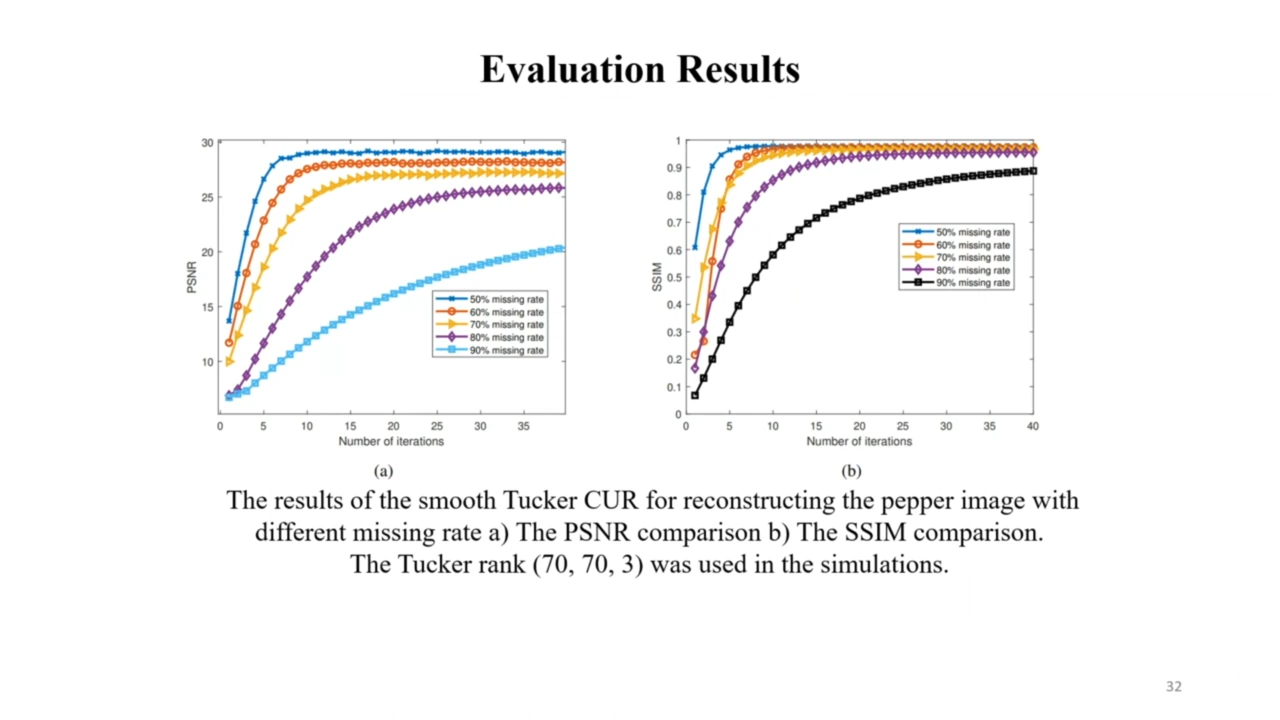 Evaluation Results
30
25
20
15
10
PSNR
0 5 10 15 20 25 30 35
Number of iterations
50% missing rate
60% missing rate
70% missing rate
80% missing rate
90% missing rate
(a)
1
0.9
0.8
0.7
0.6
0.5
0.4
0.3
0.2
0.1
0
SSIM
0 5 10 15 20 25 30 35 40
Number of iterations
50% missing rate
60% missing rate
70% missing rate
80% missing rate
90% missing rate
(b)
The results of the smooth Tucker CUR for reconstructing the pepper image with
different missing rate a) The PSNR comparison b) The SSIM comparison.
The Tucker rank (70, 70, 3) was used in the simulations.
32